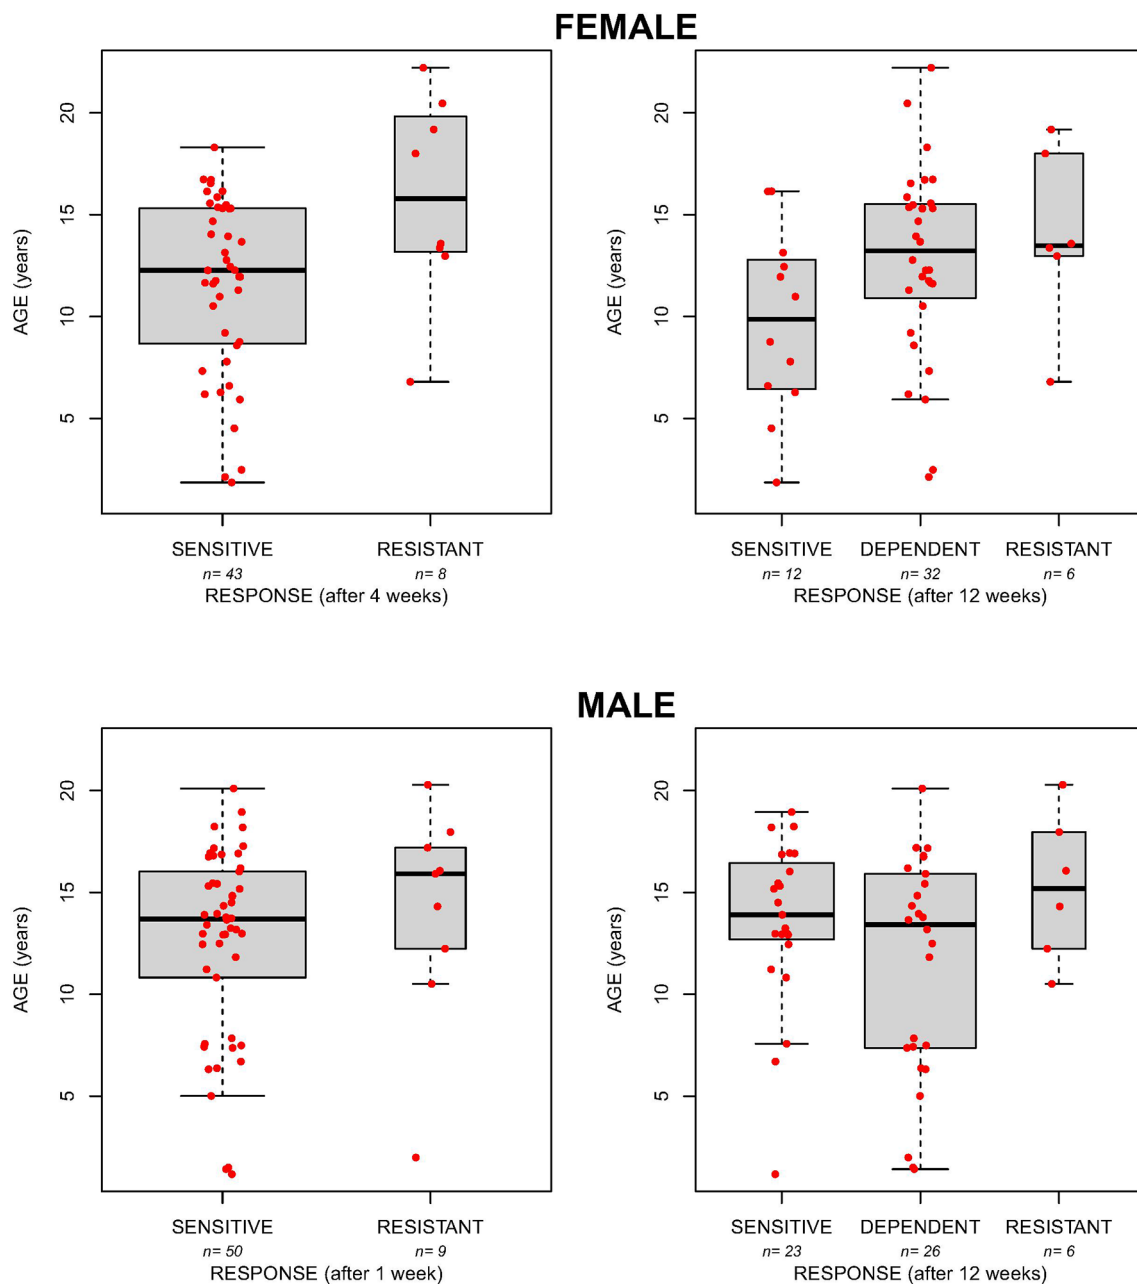 FEMALE
AGE (years)
20
15
10
5
SENSITIVE RESISTANT
n= 43 n= 8
RESPONSE (after 4 weeks)
AGE (years)
20
15
10
5
SENSITIVE DEPENDENT RESISTANT
n= 12 n= 32 n= 6
RESPONSE (after 12 weeks)
MALE
AGE (years)
20
15
10
5
SENSITIVE RESISTANT
n= 50 n= 9
RESPONSE (after 1 week)
AGE (years)
20
15
10
5
SENSITIVE DEPENDENT RESISTANT
n= 23 n= 26 n= 6
RESPONSE (after 12 weeks)